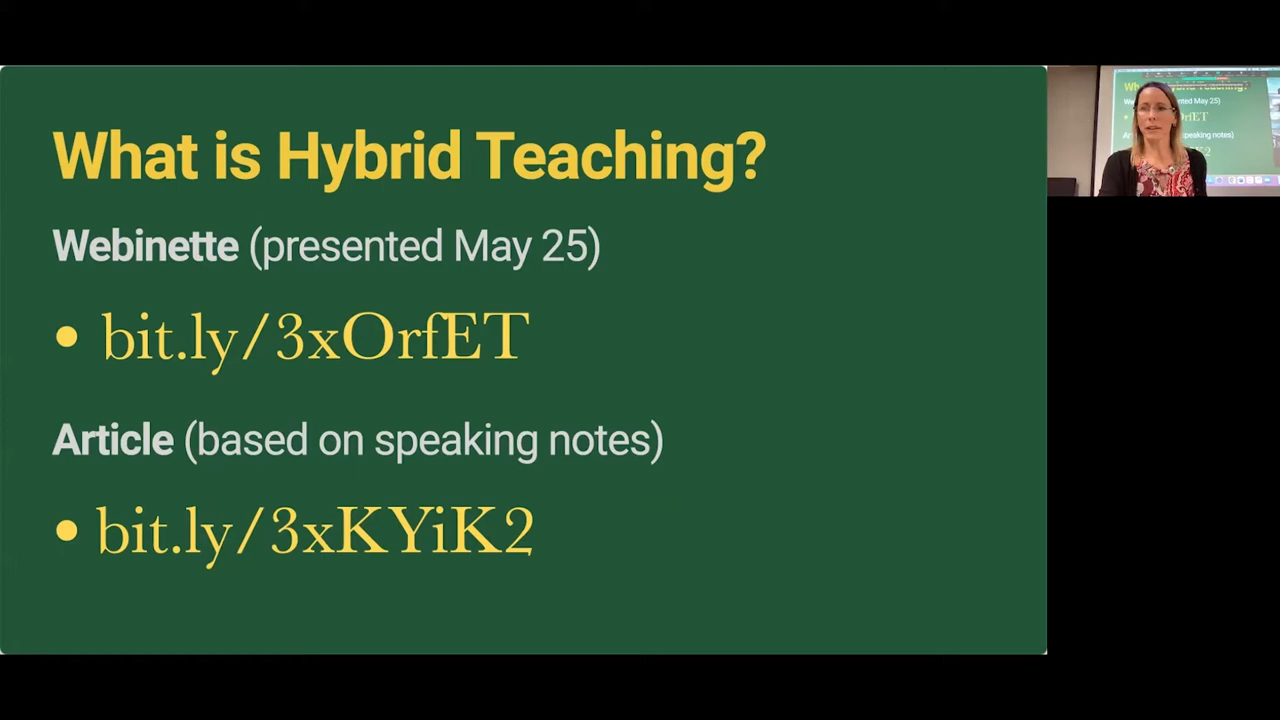 What is Hybrid Teaching?
Webinette (presented May 25)
• bit.ly/3xOrfET
Article (based on speaking notes)
• bit.ly/3xKYiK2